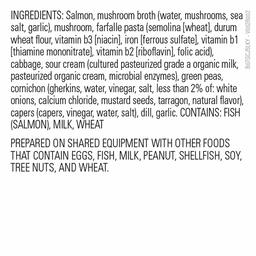 INGREDIENTS: Salmon, mushroom broth (water, mushrooms, sea
salt, garlic), mushroom, farfalle pasta (semolina [wheat], durum
wheat flour, vitamin b3 [niacin], iron [ferrous sulfate], vitamin b1
[thiamine mononitrate], vitamin b2 [riboflavin], folic acid),
cabbage, sour cream (cultured pasteurized grade a organic milk,
pasteurized organic cream, microbial enzymes), green peas,
cornichon (gherkins, water, vinegar, salt, less than 2% of: white
onions, calcium chloride, mustard seeds, tarragon, natural flavor),
capers (capers, vinegar, water, salt), dill, garlic. CONTAINS: FISH
(SALMON), MILK, WHEAT
PREPARED ON SHARED EQUIPMENT WITH OTHER FOODS
THAT CONTAIN EGGS, FISH, MILK, PEANUT, SHELLFISH, SOY,
TREE NUTS, AND WHEAT.